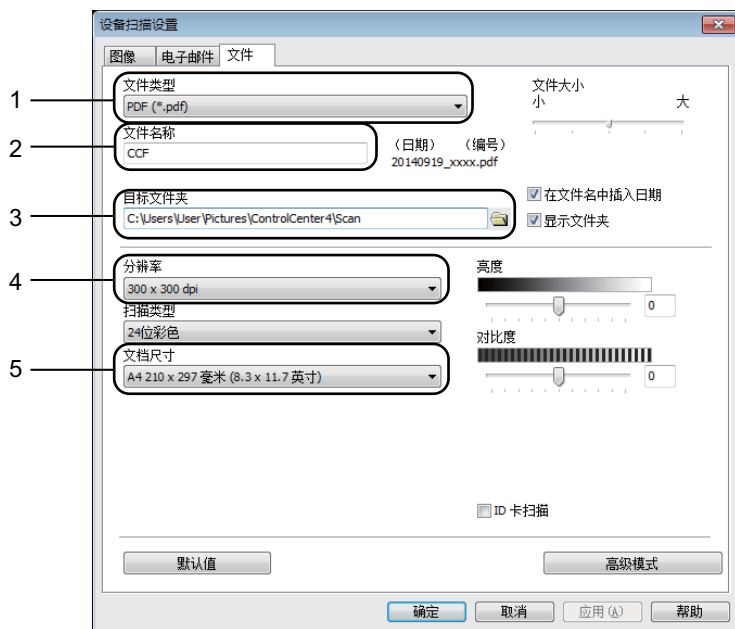 设备扫描设置
图像 电子邮件 文件
1
文件类型
PDF (*.pdf)
文件大小
小 大
2
文件名称
CCF
(日期) (编号)
20140919_xxxx.pdf
3
目标文件夹
C:\Users\User\Pictures\ControlCenter4\Scan
在文件名中插入日期
显示文件夹
4
分辨率
300 x 300 dpi
亮度
0
扫描类型
24位彩色
对比度
0
5
文档尺寸
A4 210 x 297 毫米 (8.3 x 11.7 英寸)
ID 卡扫描
默认值 高级模式
确定 取消 应用(A) 帮助